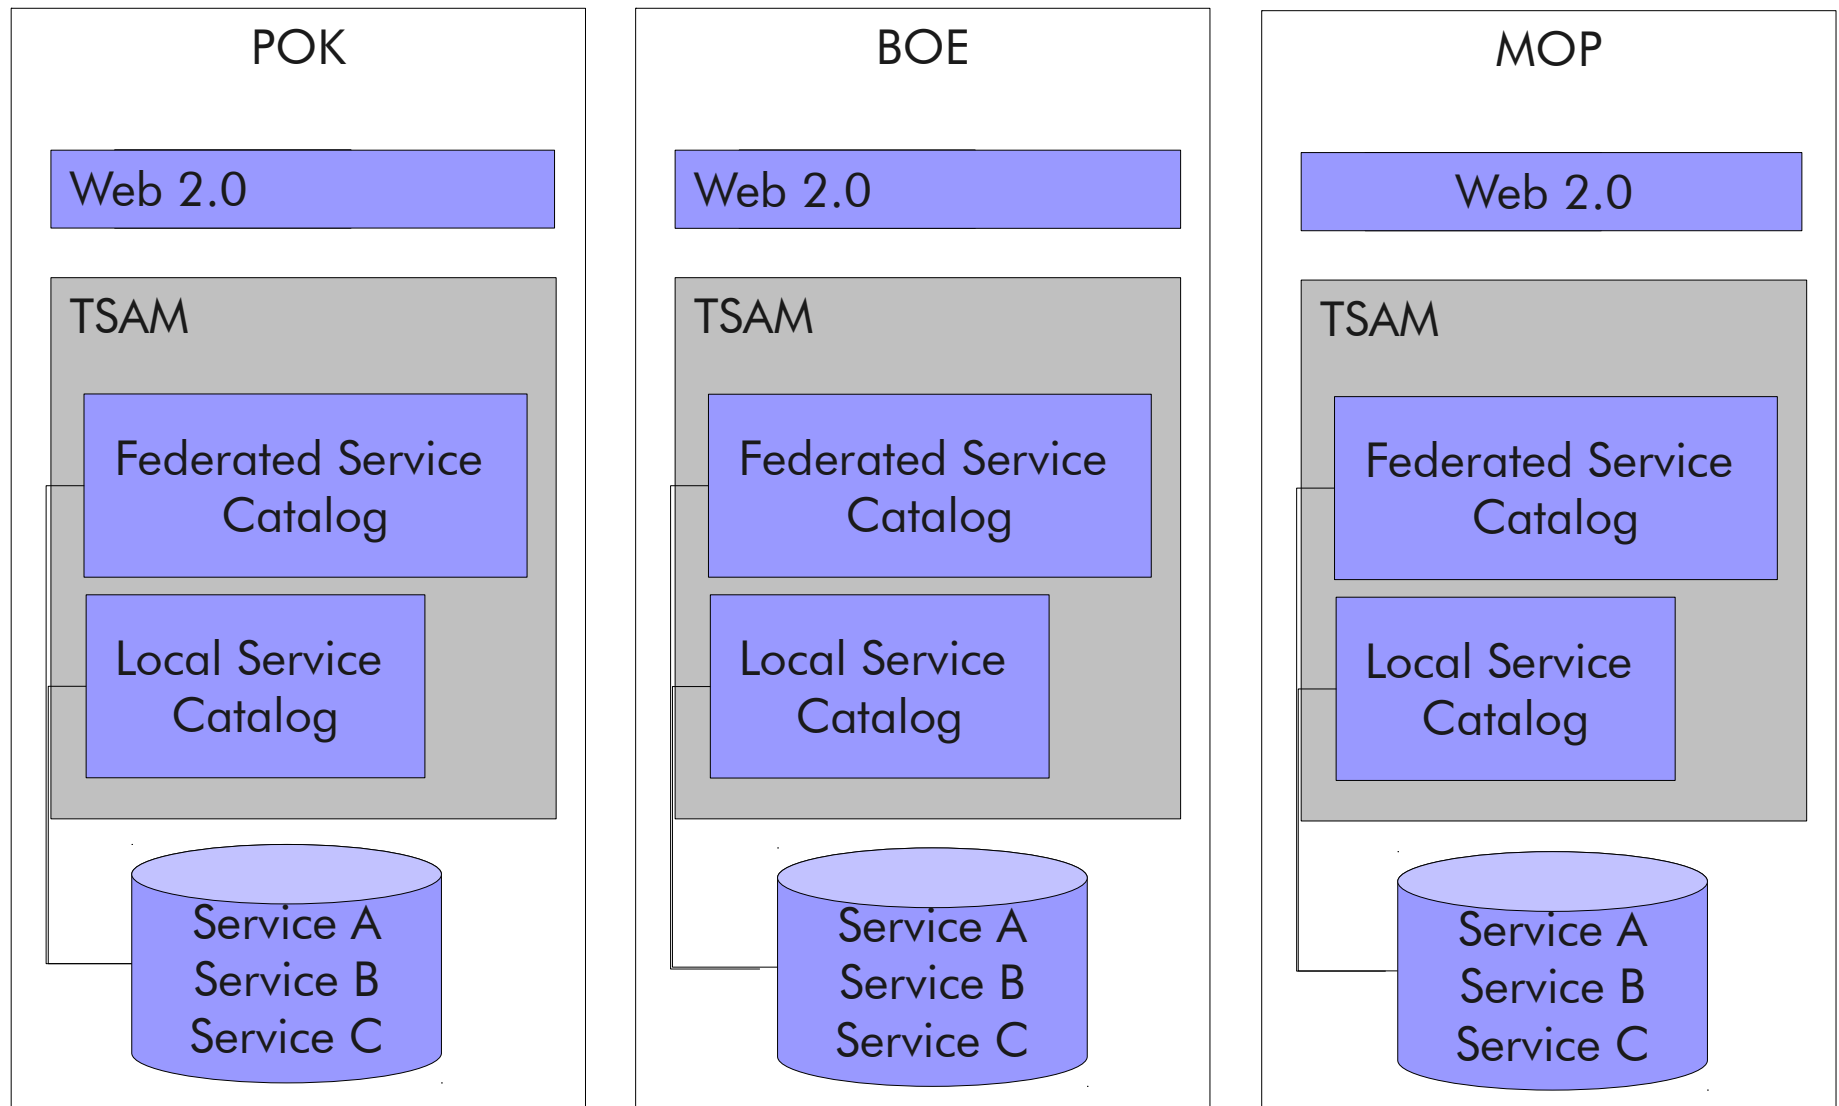 POK
Web 2.0
TSAM
Federated Service
Catalog
Local Service
Catalog
Service A
Service B
Service C
BOE
Web 2.0
TSAM
Federated Service
Catalog
Local Service
Catalog
Service A
Service B
Service C
MOP
Web 2.0
TSAM
Federated Service
Catalog
Local Service
Catalog
Service A
Service B
Service C